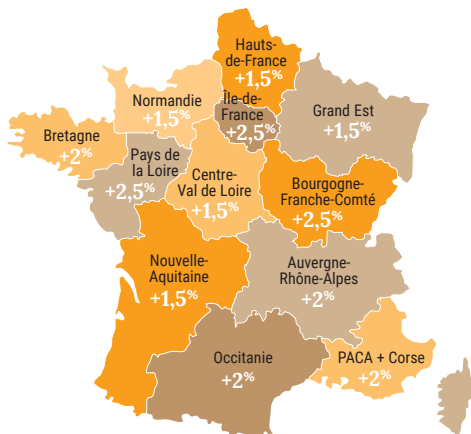 Hauts-
de-France
+1,5%
Normandie
+1,5%
Île-de-
France
+2,5%
Grand Est
+1,5%
Bretagne
+2%
Pays de
la Loire
+2,5%
Centre-
Val de Loire
+1,5%
Bourgogne-
Franche-Comté
+2,5%
Nouvelle-
Aquitaine
+1,5%
Auvergne-
Rhône-Alpes
+2%
Occitanie
+2%
PACA + Corse
+2%